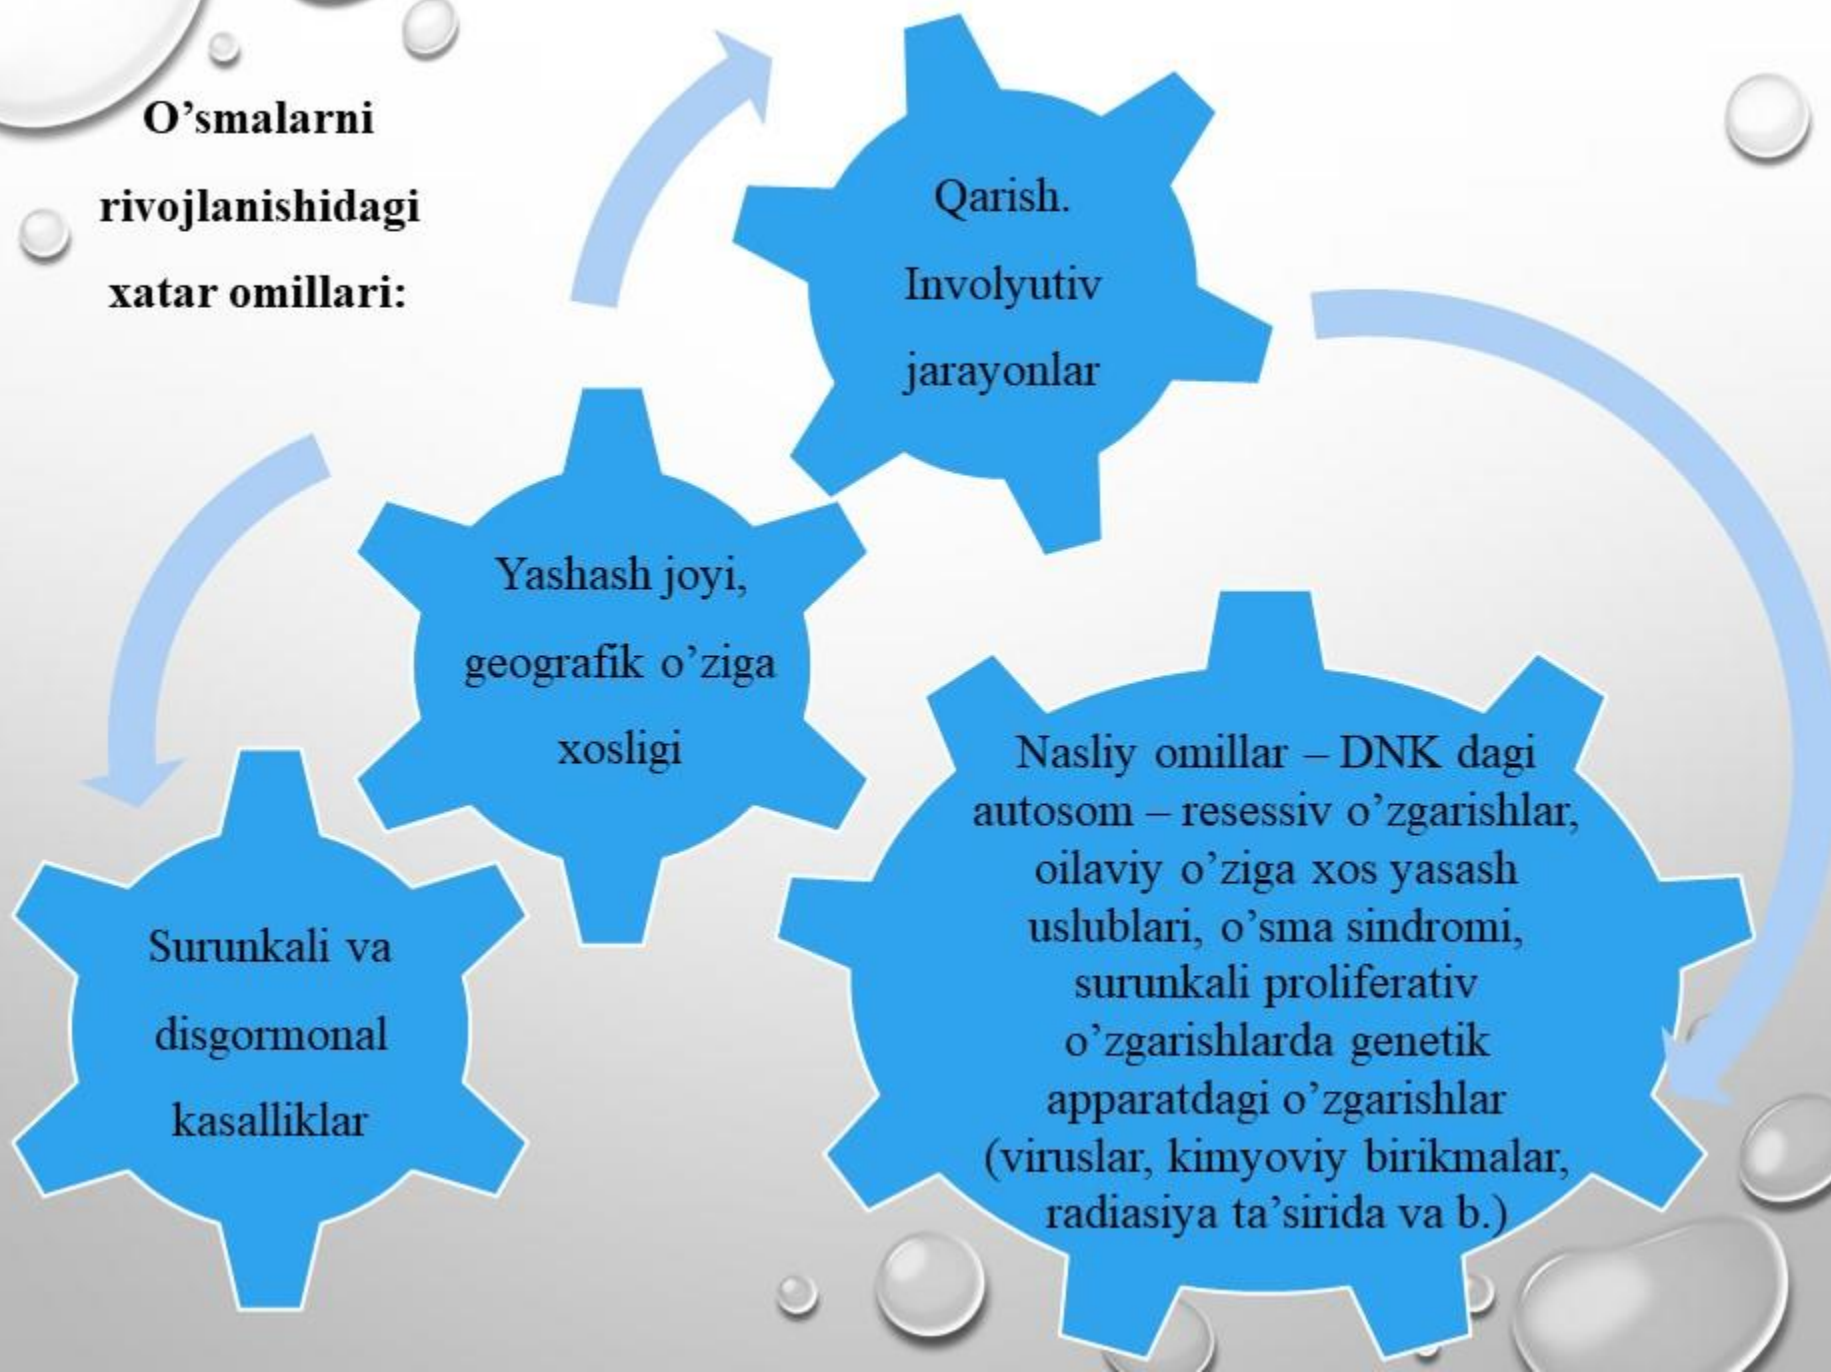 O’smalarni
rivojlanishidagi
xatar omillari:
Qarish.
Involyutiv
jarayonlar
Yashash joyi,
geografik o’ziga
xosligi
Surunkali va
disgormonal
kasalliklar
Nasliy omillar – DNK dagi
autosom – resessiv o’zgarishlar,
oilaviy o’ziga xos yasash
uslublari, o’sma sindromi,
surunkali proliferativ
o’zgarishlarda genetik
apparatdagi o’zgarishlar
(viruslar, kimyoviy birikmalar,
radiasiya ta’sirida va b.)